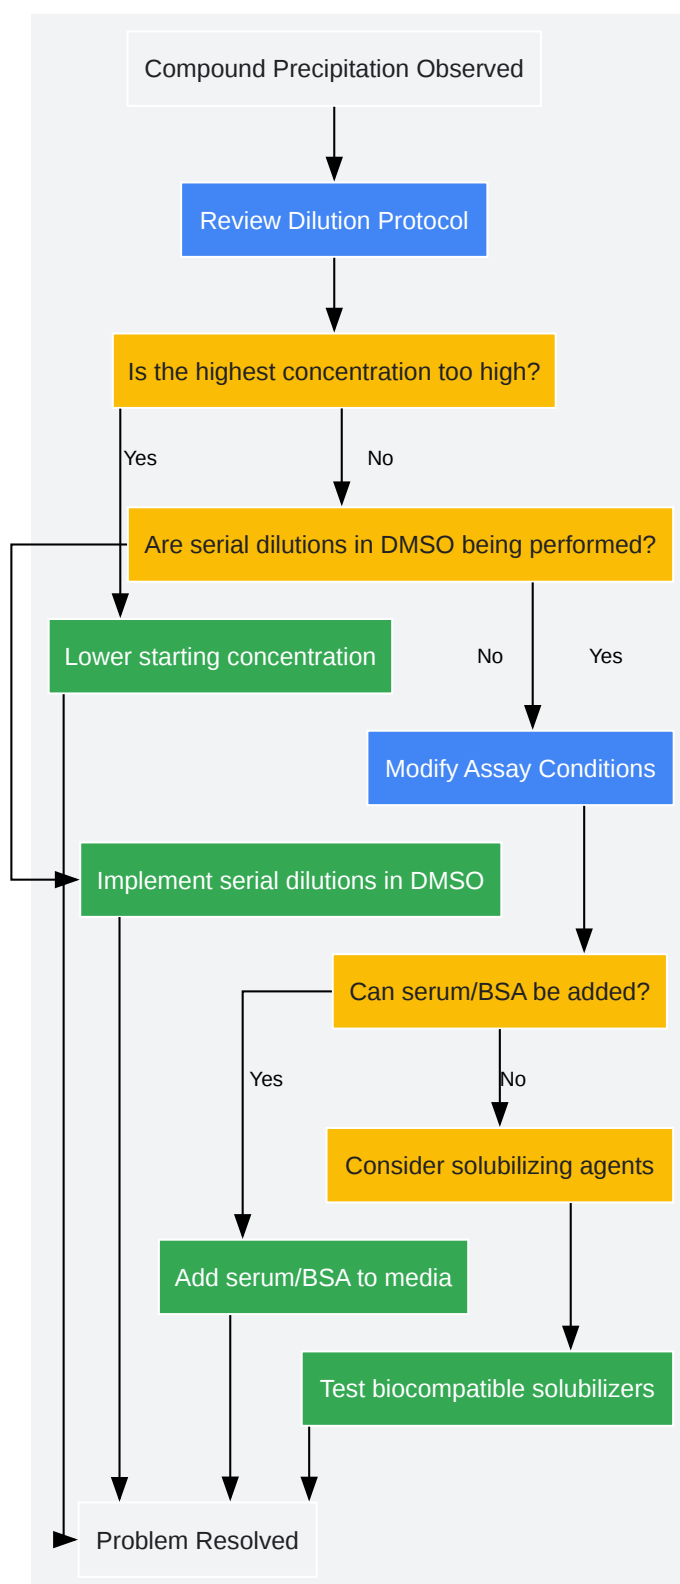 Compound Precipitation Observed
Review Dilution Protocol
Is the highest concentration too high?
Yes
No
Are serial dilutions in DMSO being performed?
Lower starting concentration
No
Yes
Modify Assay Conditions
Implement serial dilutions in DMSO
Can serum/BSA be added?
Yes
No
Consider solubilizing agents
Add serum/BSA to media
Test biocompatible solubilizers
Problem Resolved